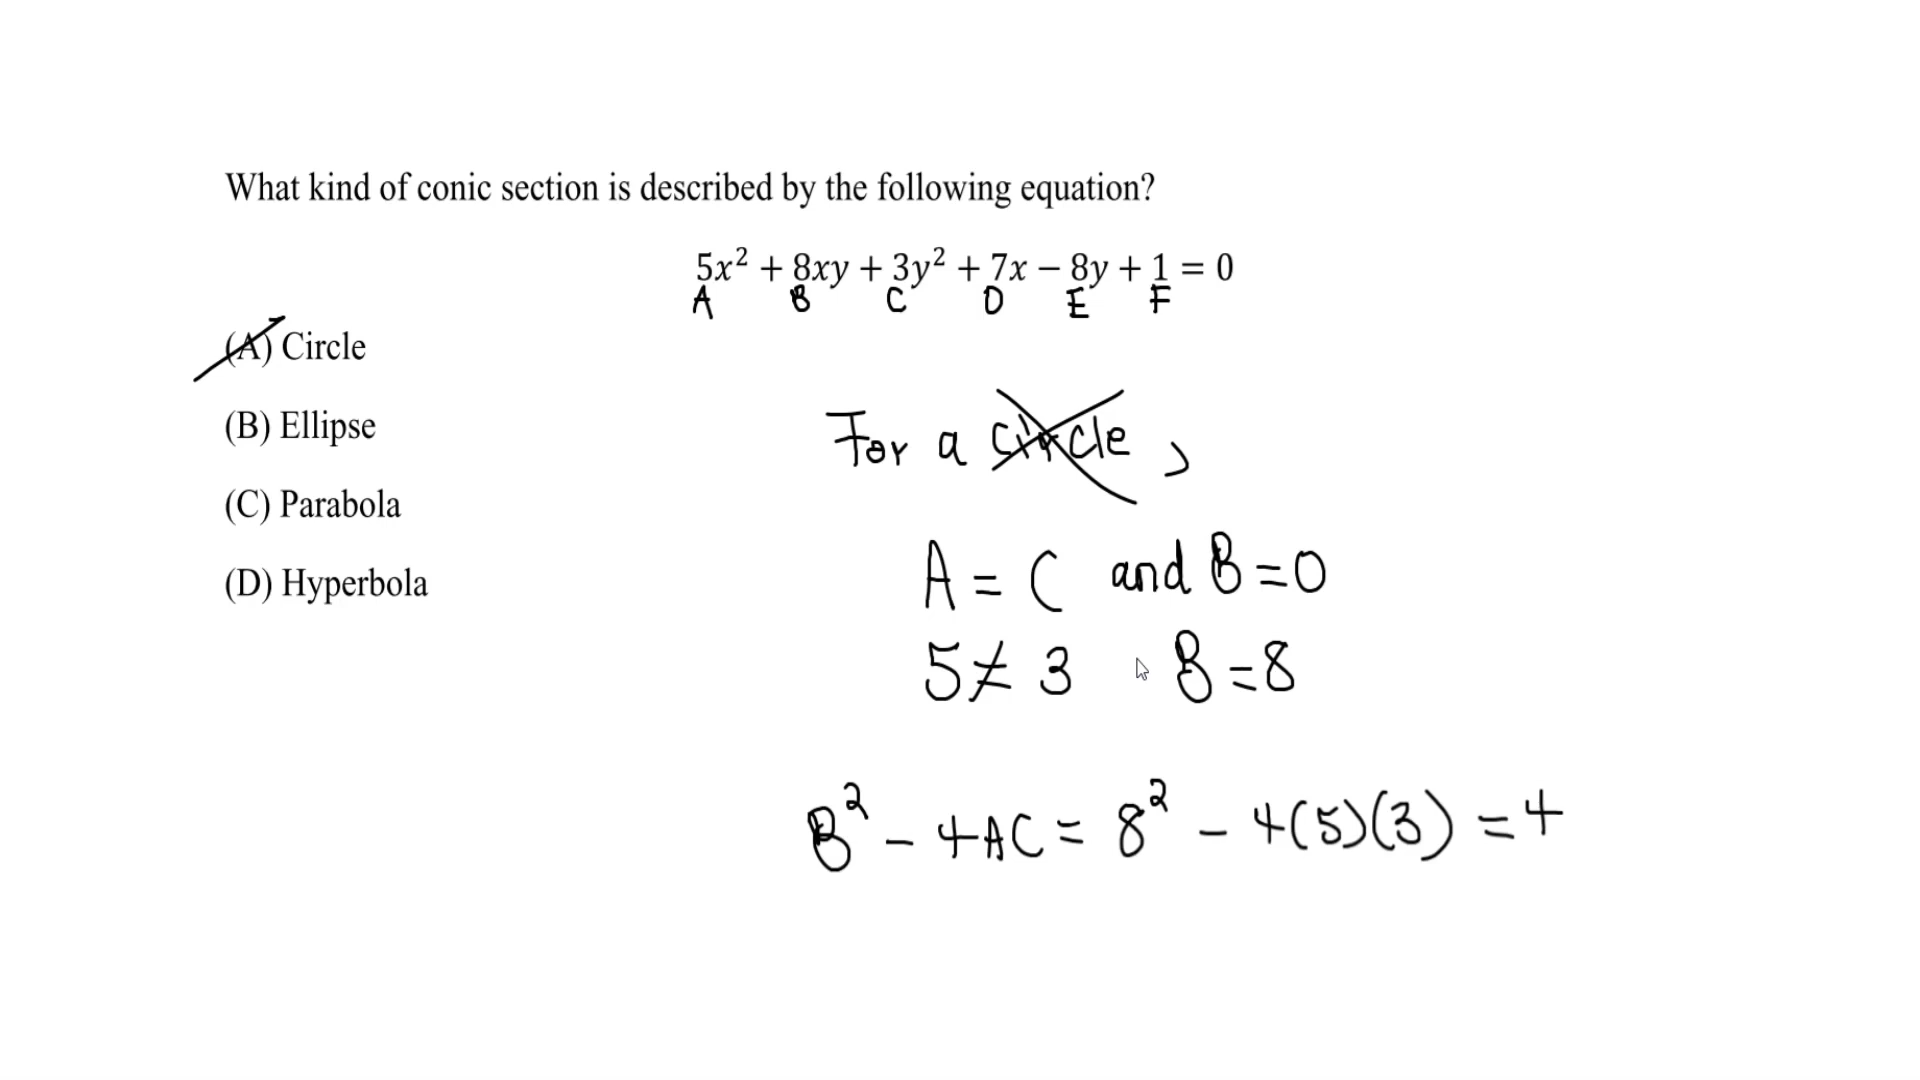 What kind of conic section is described by the following equation?
5x² + 8xy + 3y² + 7x − 8y + 1 = 0
A B C D E F
(A) Circle
(B) Ellipse
(C) Parabola
(D) Hyperbola
For a circle,
A = C and B = 0
5 ≠ 3 B = 8
B² − 4AC = 8² − 4(5)(3) = 4